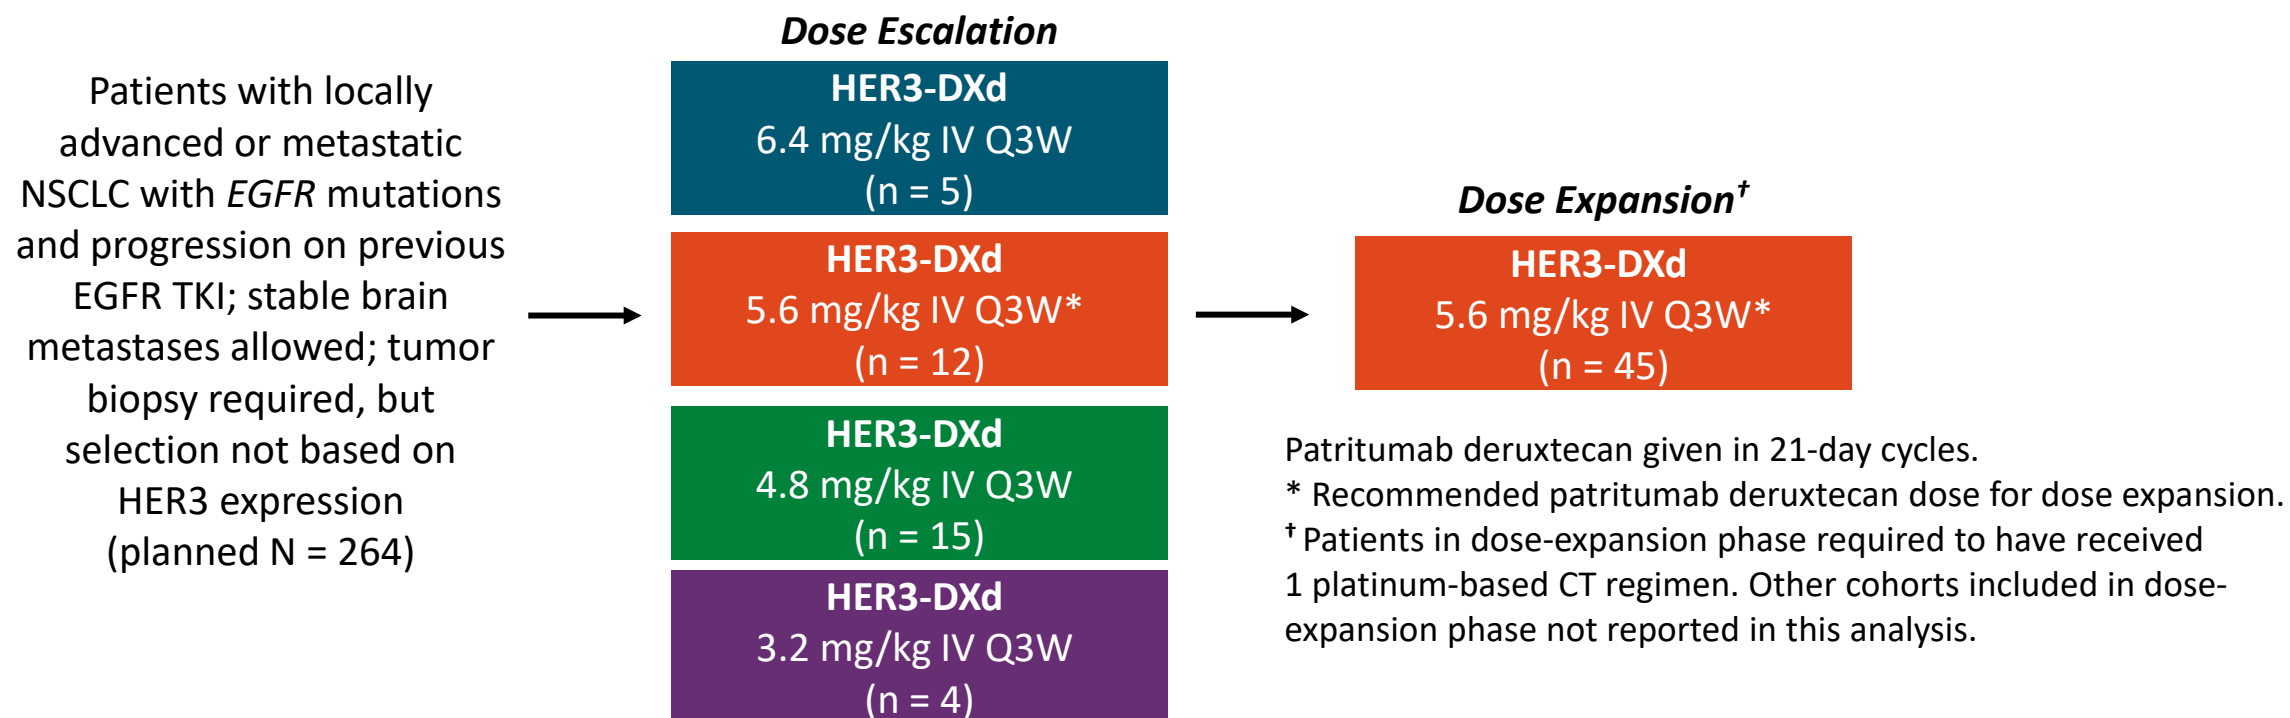 Patients with locally
advanced or metastatic
NSCLC with EGFR mutations
and progression on previous
EGFR TKI; stable brain
metastases allowed; tumor
biopsy required, but
selection not based on
HER3 expression
(planned N = 264)
Dose Escalation
HER3-DXd
6.4 mg/kg IV Q3W
(n = 5)
HER3-DXd
5.6 mg/kg IV Q3W*
(n = 12)
HER3-DXd
4.8 mg/kg IV Q3W
(n = 15)
HER3-DXd
3.2 mg/kg IV Q3W
(n = 4)
Dose Expansion†
HER3-DXd
5.6 mg/kg IV Q3W*
(n = 45)
Patritumab deruxtecan given in 21-day cycles.
* Recommended patritumab deruxtecan dose for dose expansion.
† Patients in dose-expansion phase required to have received
1 platinum-based CT regimen. Other cohorts included in dose-
expansion phase not reported in this analysis.